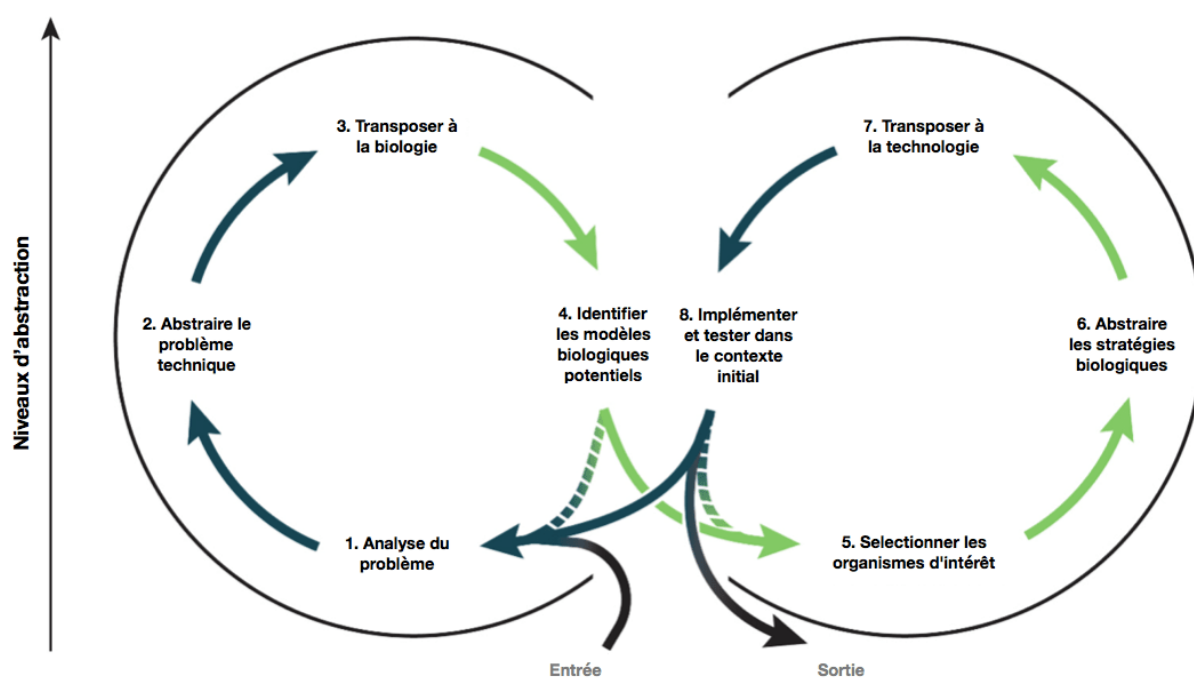 Niveaux d'abstraction
3. Transposer à
la biologie
7. Transposer à
la technologie
2. Abstraire le
problème
technique
4. Identifier
les modèles
biologiques
potentiels
8. Implémenter
et tester dans
le contexte
initial
6. Abstraire
les stratégies
biologiques
1. Analyse du
problème
5. Selectionner les
organismes d'intérêt
Entrée
Sortie